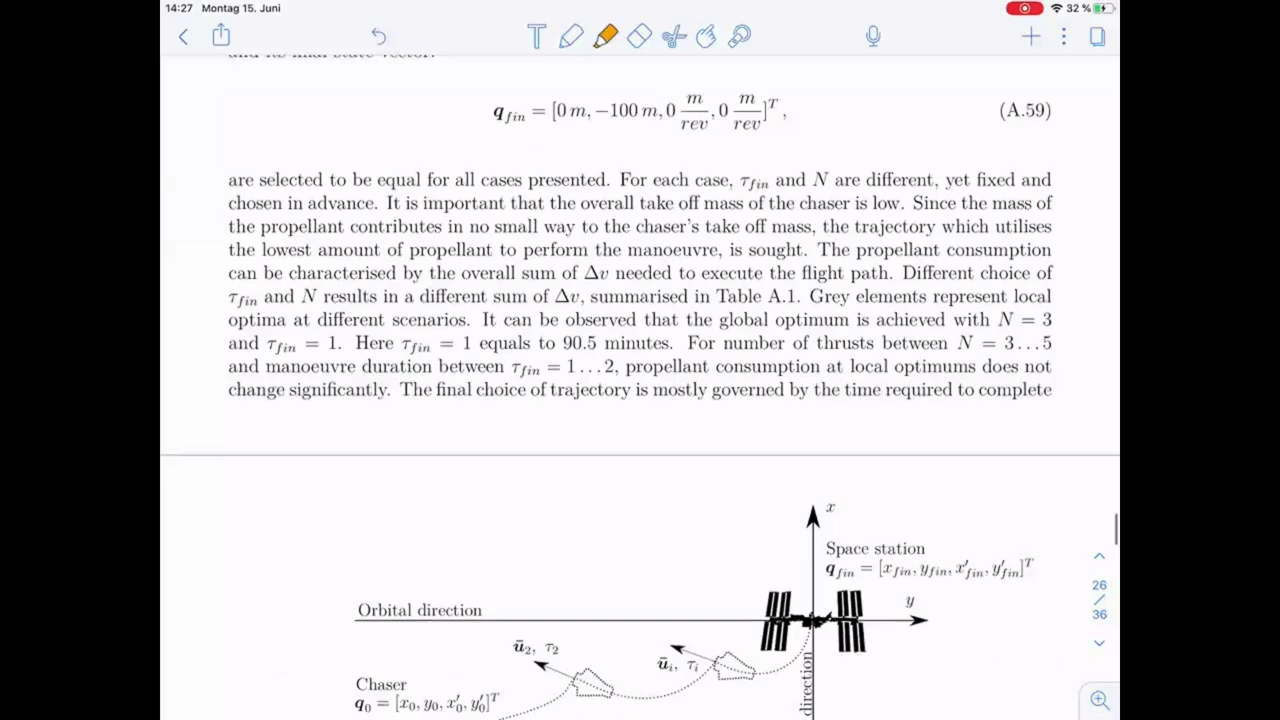 14:27 Montag 15. Juni 32 %
and its final state vector:
q_fin = [0 m, −100 m, 0 m/rev, 0 m/rev]^T , (A.59)
are selected to be equal for all cases presented. For each case, τ_fin and N are different, yet fixed and
chosen in advance. It is important that the overall take off mass of the chaser is low. Since the mass of
the propellant contributes in no small way to the chaser's take off mass, the trajectory which utilises
the lowest amount of propellant to perform the manoeuvre, is sought. The propellant consumption
can be characterised by the overall sum of Δv needed to execute the flight path. Different choice of
τ_fin and N results in a different sum of Δv, summarised in Table A.1. Grey elements represent local
optima at different scenarios. It can be observed that the global optimum is achieved with N = 3
and τ_fin = 1. Here τ_fin = 1 equals to 90.5 minutes. For number of thrusts between N = 3...5
and manoeuvre duration between τ_fin = 1...2, propellant consumption at local optimums does not
change significantly. The final choice of trajectory is mostly governed by the time required to complete
x
Space station
q_fin = [x_fin, y_fin, x′_fin, y′_fin]^T
y
Orbital direction
ū_2, τ_2
ū_i, τ_i
direction
Chaser
q_0 = [x_0, y_0, x′_0, y′_0]^T
26
/
36